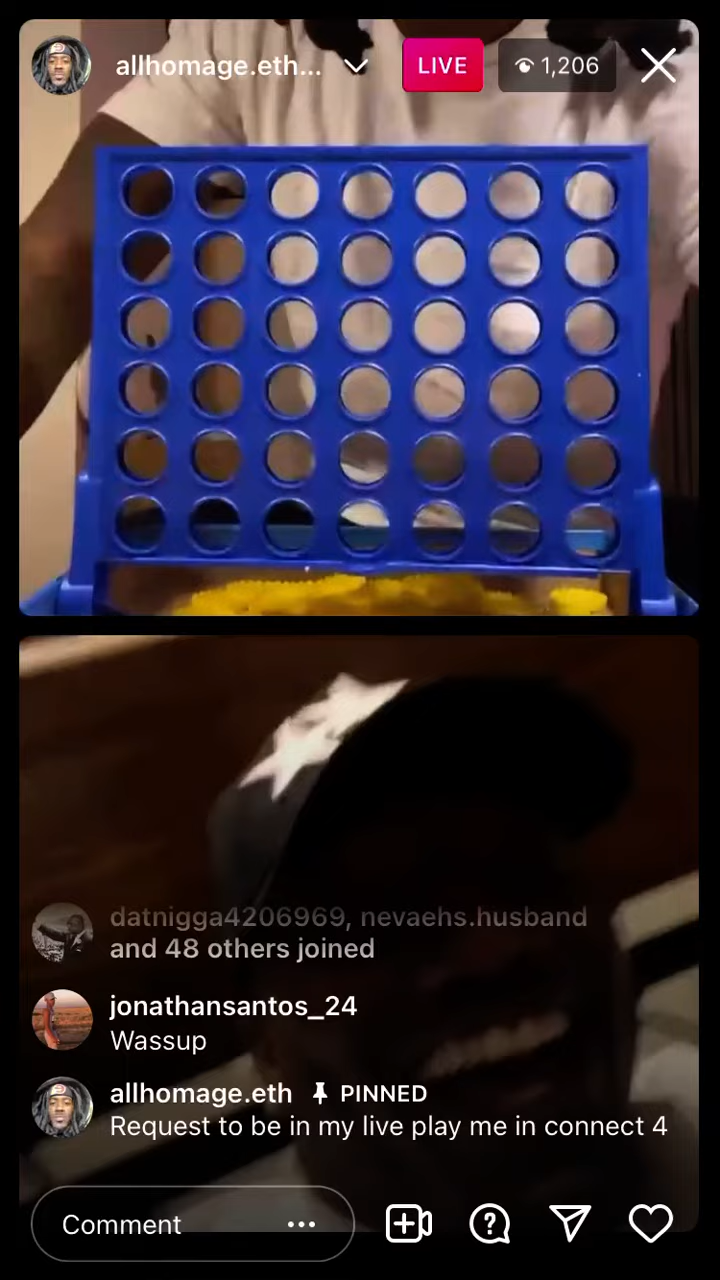 allhomage.eth...
LIVE
1,206
datnigga4206969, nevaehs.husband
and 48 others joined
jonathansantos_24
Wassup
allhomage.eth PINNED
Request to be in my live play me in connect 4
Comment